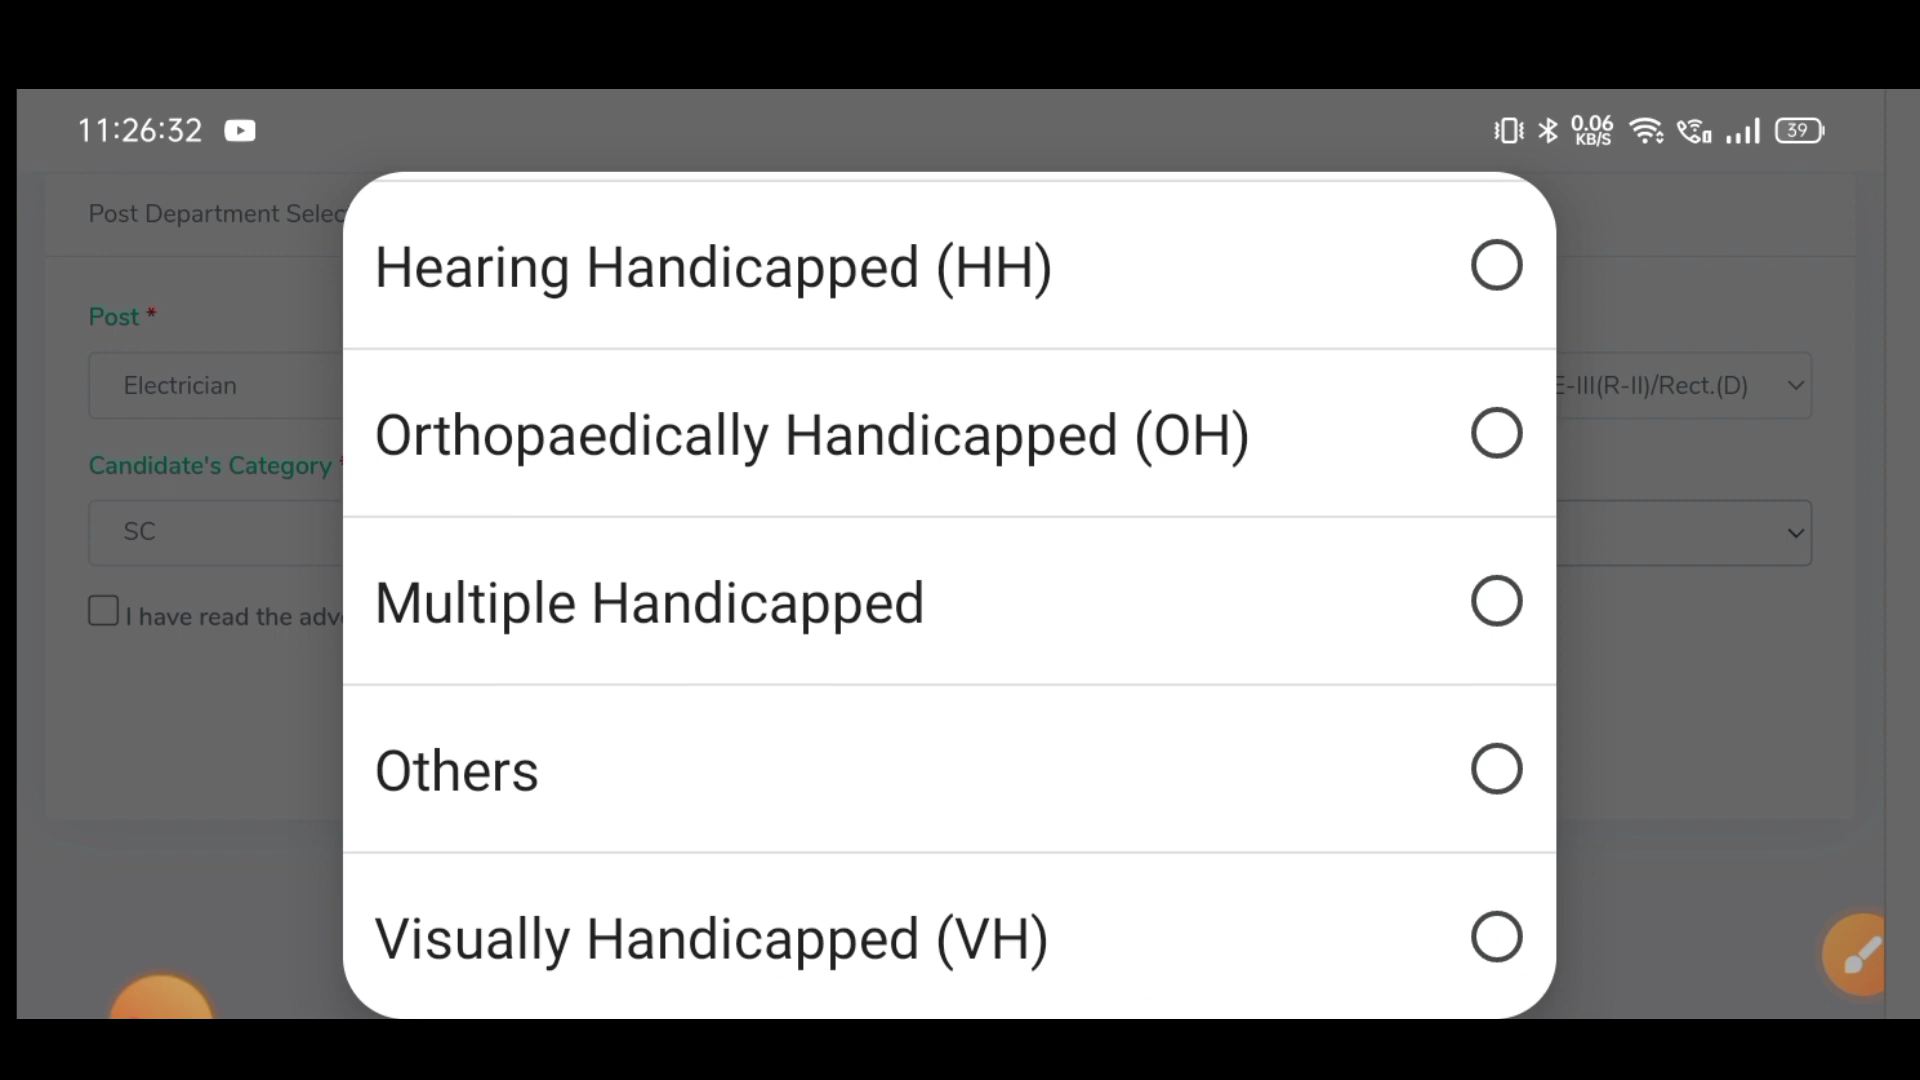 11:26:32
0.06
KB/S
39
Post Department Selec
Hearing Handicapped (HH)
Post *
Electrician
E-III(R-II)/Rect.(D)
Orthopaedically Handicapped (OH)
Candidate's Category *
SC
Multiple Handicapped
I have read the adv
Others
Visually Handicapped (VH)